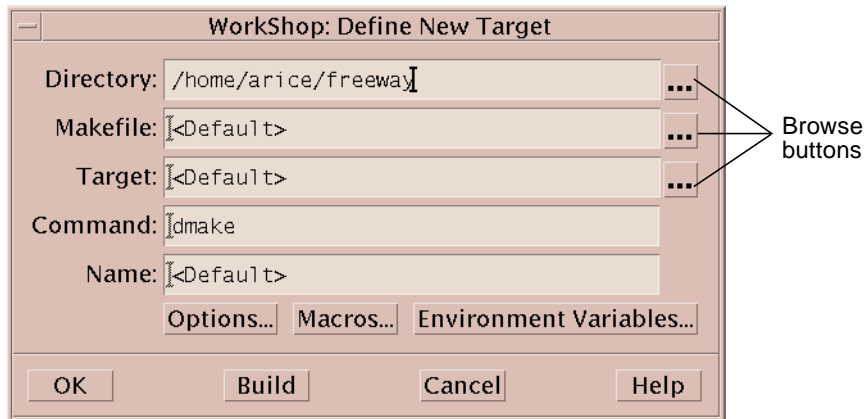 WorkShop: Define New Target
Directory: /home/arice/freeway ...
Makefile: <Default> ...
Browse buttons
Target: <Default> ...
Command: dmake
Name: <Default>
Options... Macros... Environment Variables...
OK Build Cancel Help